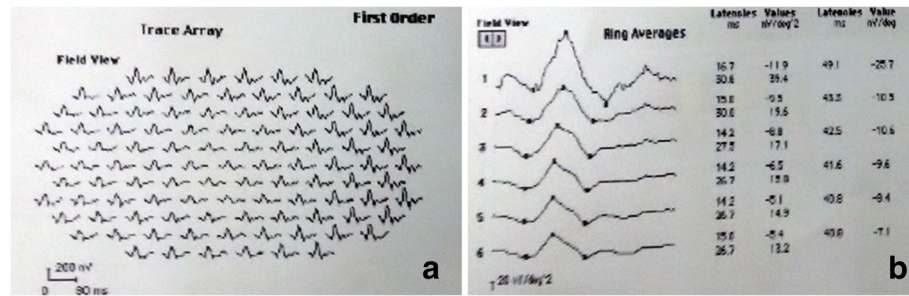 First Order
Trace Array
Field View
200 nV
0 80 ms
a
Field View
Ring Averages
Latencies Values Latencies Value
ms nV/deg^2 ms nV/deg
1 16.7 -11.9 49.1 -25.7
30.8 39.4
2 15.0 -9.5 43.3 -10.5
30.0 19.6
3 14.2 -8.8 42.5 -10.6
27.5 17.1
4 14.2 -6.5 41.6 -9.6
26.7 15.8
5 14.2 -5.1 40.8 -8.4
26.7 14.9
6 15.0 -5.4 40.8 -7.1
26.7 13.2
20 nV/deg^2
b